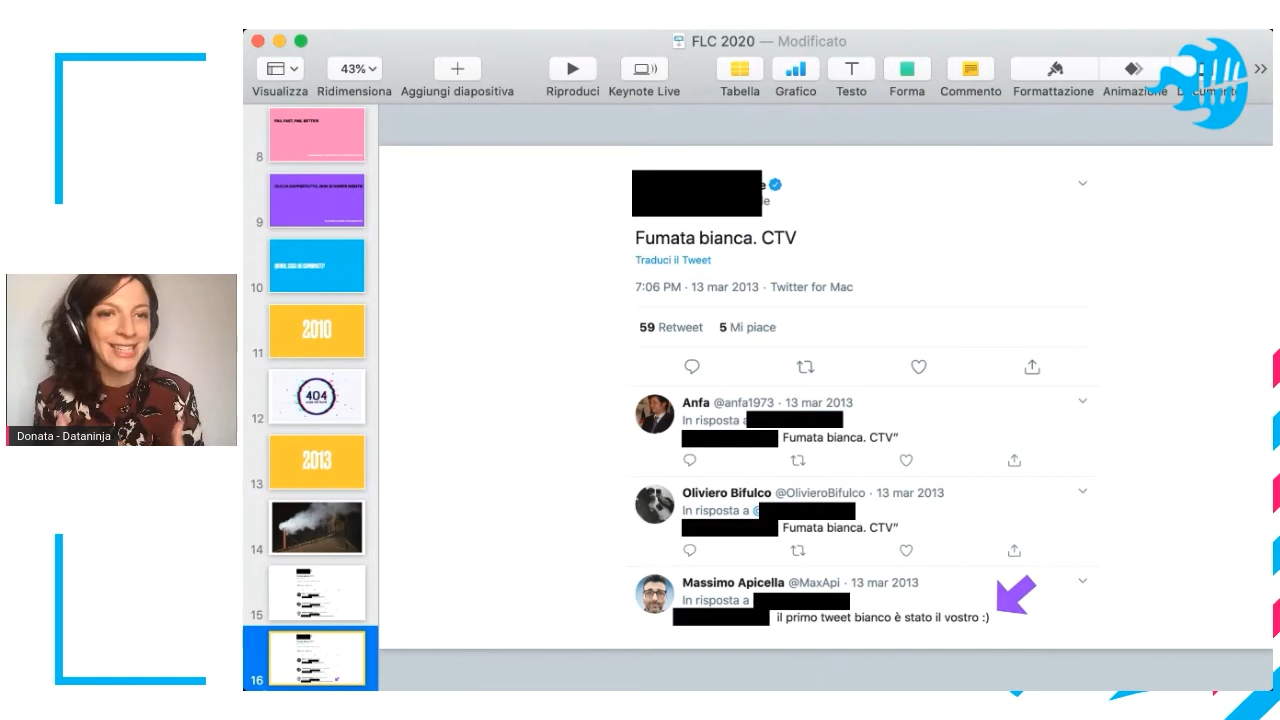 FLC 2020 — Modificato
43%
Visualizza Ridimensiona Aggiungi diapositiva Riproduci Keynote Live Tabella Grafico Testo Forma Commento Formattazione Animazione Documento
8
9
10
11
2010
12
404
13
2013
14
15
16
Fumata bianca. CTV
Traduci il Tweet
7:06 PM · 13 mar 2013 · Twitter for Mac
59 Retweet 5 Mi piace
Anfa @anfa1973 · 13 mar 2013
In risposta a
Fumata bianca. CTV"
Oliviero Bifulco @OlivieroBifulco · 13 mar 2013
In risposta a @
Fumata bianca. CTV"
Massimo Apicella @MaxApi · 13 mar 2013
In risposta a
il primo tweet bianco è stato il vostro :)
Donata - Dataninja